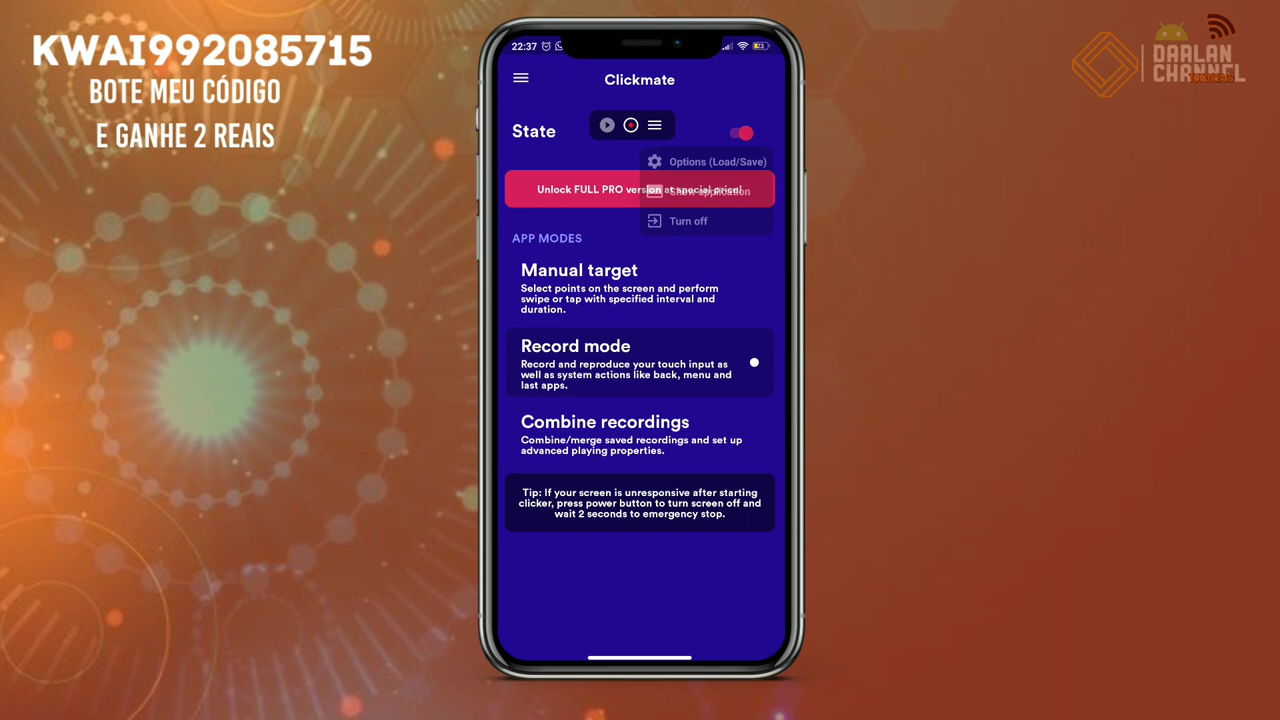 KWAI992085715
BOTE MEU CÓDIGO
E GANHE 2 REAIS
DARLAN
CHANNEL
22:37
Clickmate
State
Options (Load/Save)
Unlock FULL PRO version at special price!
Show application
Turn off
APP MODES
Manual target
Select points on the screen and perform
swipe or tap with specified interval and
duration.
Record mode
Record and reproduce your touch input as
well as system actions like back, menu and
last apps.
Combine recordings
Combine/merge saved recordings and set up
advanced playing properties.
Tip: If your screen is unresponsive after starting
clicker, press power button to turn screen off and
wait 2 seconds to emergency stop.